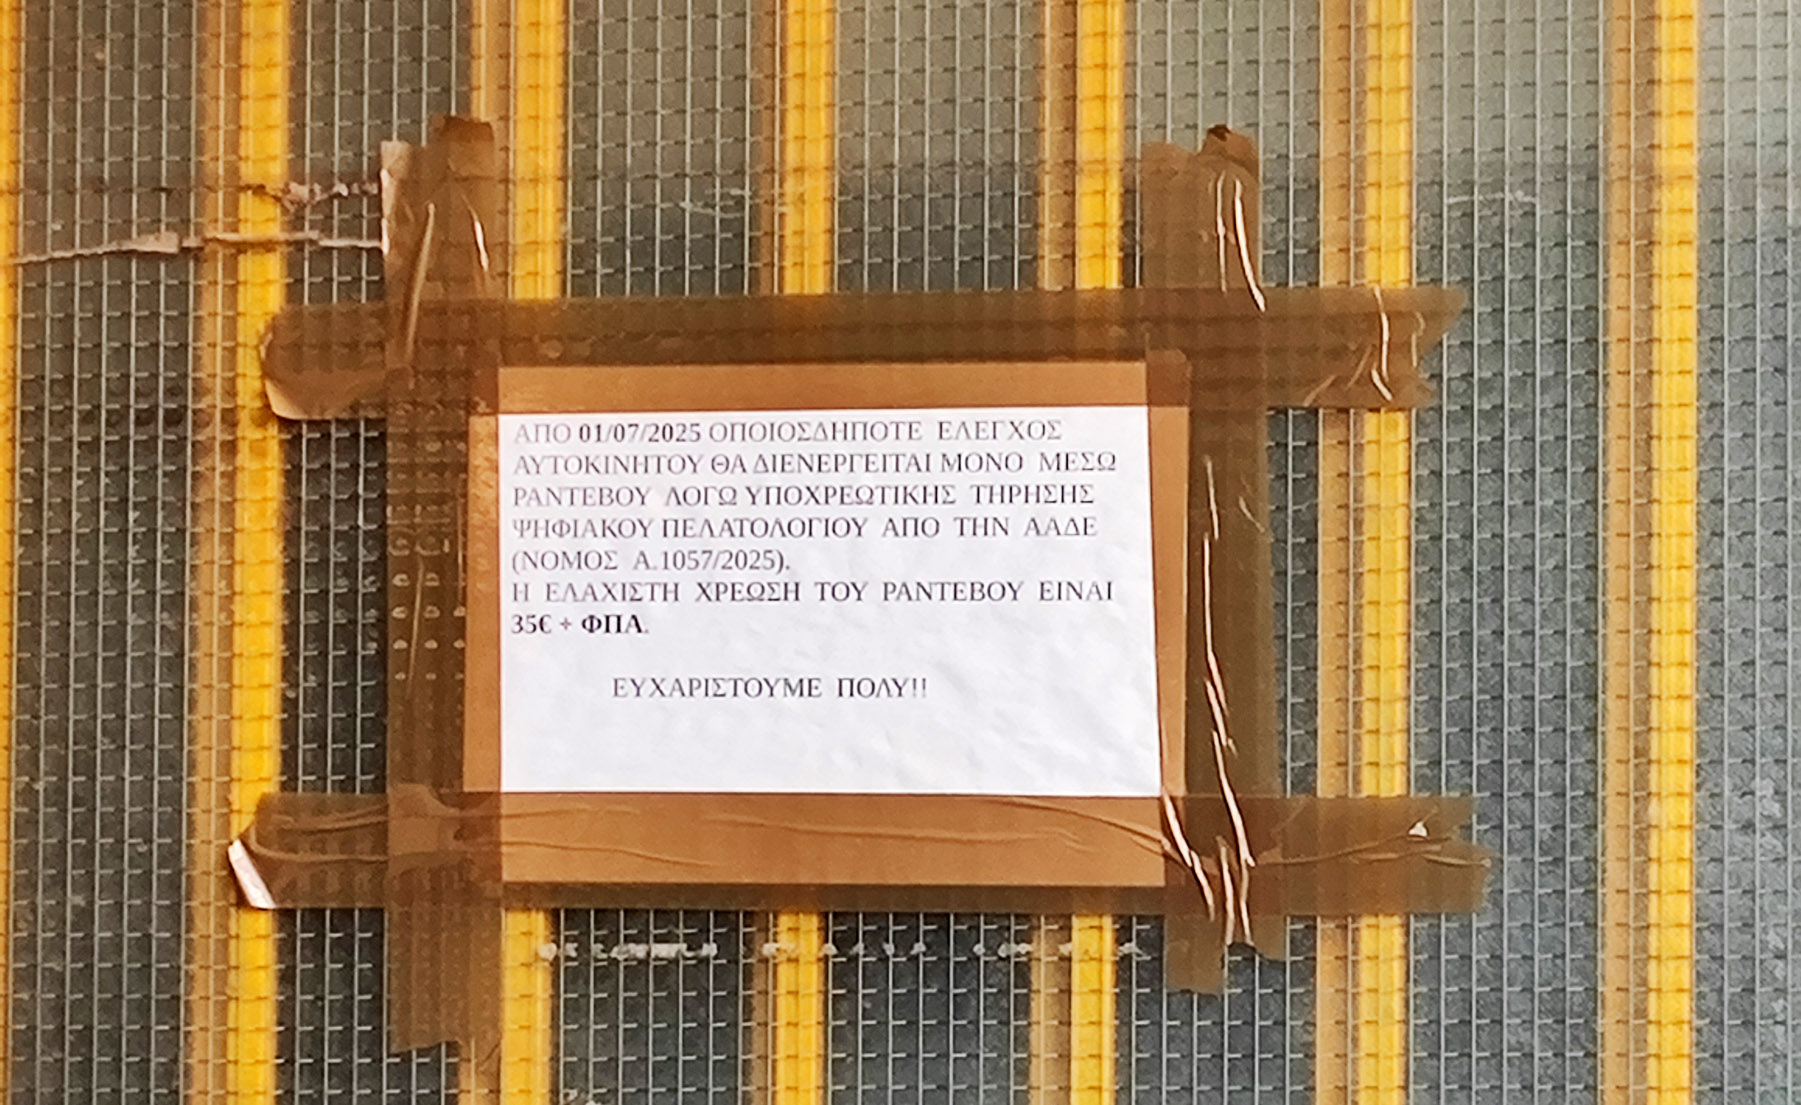 ΑΠΟ 01/07/2025 ΟΠΟΙΟΣΔΗΠΟΤΕ ΕΛΕΓΧΟΣ
ΑΥΤΟΚΙΝΗΤΟΥ ΘΑ ΔΙΕΝΕΡΓΕΙΤΑΙ ΜΟΝΟ ΜΕΣΩ
ΡΑΝΤΕΒΟΥ ΛΟΓΩ ΥΠΟΧΡΕΩΤΙΚΗΣ ΤΗΡΗΣΗΣ
ΨΗΦΙΑΚΟΥ ΠΕΛΑΤΟΛΟΓΙΟΥ ΑΠΟ ΤΗΝ ΑΑΔΕ
(ΝΟΜΟΣ Α.1057/2025).
Η ΕΛΑΧΙΣΤΗ ΧΡΕΩΣΗ ΤΟΥ ΡΑΝΤΕΒΟΥ ΕΙΝΑΙ
35€ + ΦΠΑ.
ΕΥΧΑΡΙΣΤΟΥΜΕ ΠΟΛΥ!!